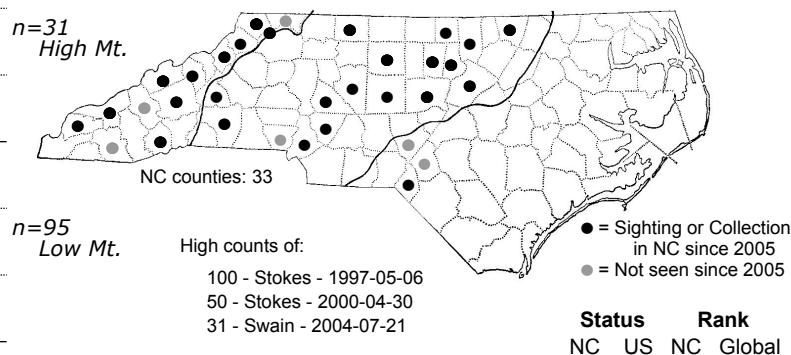 n=31
High Mt.
NC counties: 33
n=95
Low Mt.
High counts of:
100 - Stokes - 1997-05-06
50 - Stokes - 2000-04-30
31 - Swain - 2004-07-21
● = Sighting or Collection
in NC since 2005
● = Not seen since 2005
Status Rank
NC US NC Global